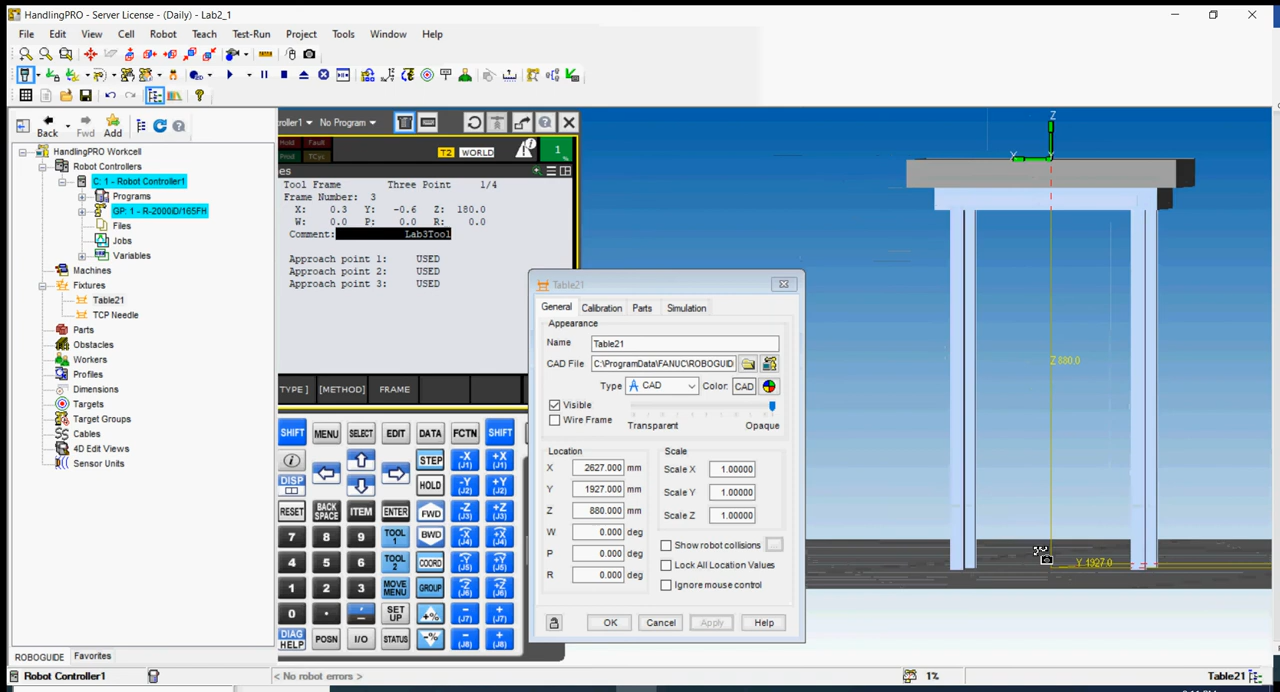 HandlingPRO Workcell - Server License - (Daily) - Lab2_1
File Edit View Cell Robot Teach Test-Run Project Tools Window Help
Back Fwd Add
HandlingPRO Workcell
Robot Controllers
C: 1 - Robot Controller1
Programs
GP: 1 - R-2000iD/165FH
Files
Jobs
Variables
Machines
Fixtures
Table21
TCP Needle
Parts
Obstacles
Workers
Profiles
Dimensions
Targets
Target Groups
Cables
4D Edit Views
Sensor Units
ROBOGUIDE Favorites
oller1 No Program
Hold Fault
Prod TCyc
T2 WORLD
1
es
Tool Frame Three Point 1/4
Frame Number: 3
X: 0.3 Y: -0.6 Z: 180.0
W: 0.0 P: 0.0 R: 0.0
Comment: Lab3Tool
Approach point 1: USED
Approach point 2: USED
Approach point 3: USED
TYPE ] [METHOD] FRAME
SHIFT MENU SELECT EDIT DATA FCTN SHIFT
i STEP -X (J1) +X (J1)
DISP HOLD -Y (J2) +Y (J2)
RESET BACK SPACE ITEM ENTER FWD -Z (J3) +Z (J3)
7 8 9 TOOL 1 BWD -X (J4) +X (J4)
4 5 6 TOOL 2 COORD -Y (J5) +Y (J5)
1 2 3 MOVE MENU GROUP -Z (J6) +Z (J6)
0 . SET UP +% - (J7) + (J7)
DIAG HELP POSN I/O STATUS -% - (J8) + (J8)
Table21
General Calibration Parts Simulation
Appearance
Name Table21
CAD File C:\ProgramData\FANUC\ROBOGUID
Type CAD Color: CAD
Visible
Wire Frame
Transparent Opaque
Location
X 2627.000 mm
Y 1927.000 mm
Z 880.000 mm
W 0.000 deg
P 0.000 deg
R 0.000 deg
Scale
Scale X 1.00000
Scale Y 1.00000
Scale Z 1.00000
Show robot collisions ...
Lock All Location Values
Ignore mouse control
OK Cancel Apply Help
Z
X Y
Z 880.0
Y 1927.0
Robot Controller1
< No robot errors >
1%
Table21